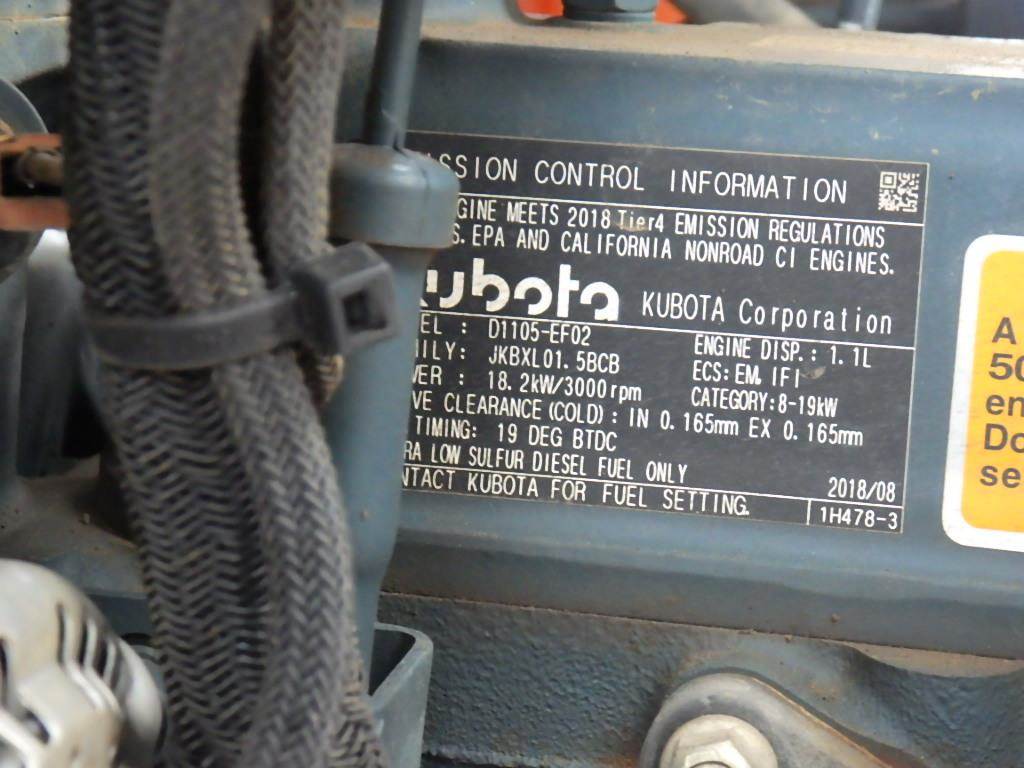 SSION CONTROL INFORMATION
GINE MEETS 2018 Tier4 EMISSION REGULATIONS
S. EPA AND CALIFORNIA NONROAD CI ENGINES.
kubota KUBOTA Corporation
EL : D1105-EF02
ENGINE DISP. : 1.1L
ILY: JKBXL01.5BCB
ECS:EM, IFI
WER : 18.2kW/3000rpm
CATEGORY:8-19kW
VE CLEARANCE(COLD) : IN 0.165mm EX 0.165mm
TIMING: 19 DEG BTDC
RA LOW SULFUR DIESEL FUEL ONLY
2018/08
NTACT KUBOTA FOR FUEL SETTING.
1H478-3
A
50
en
Do
se